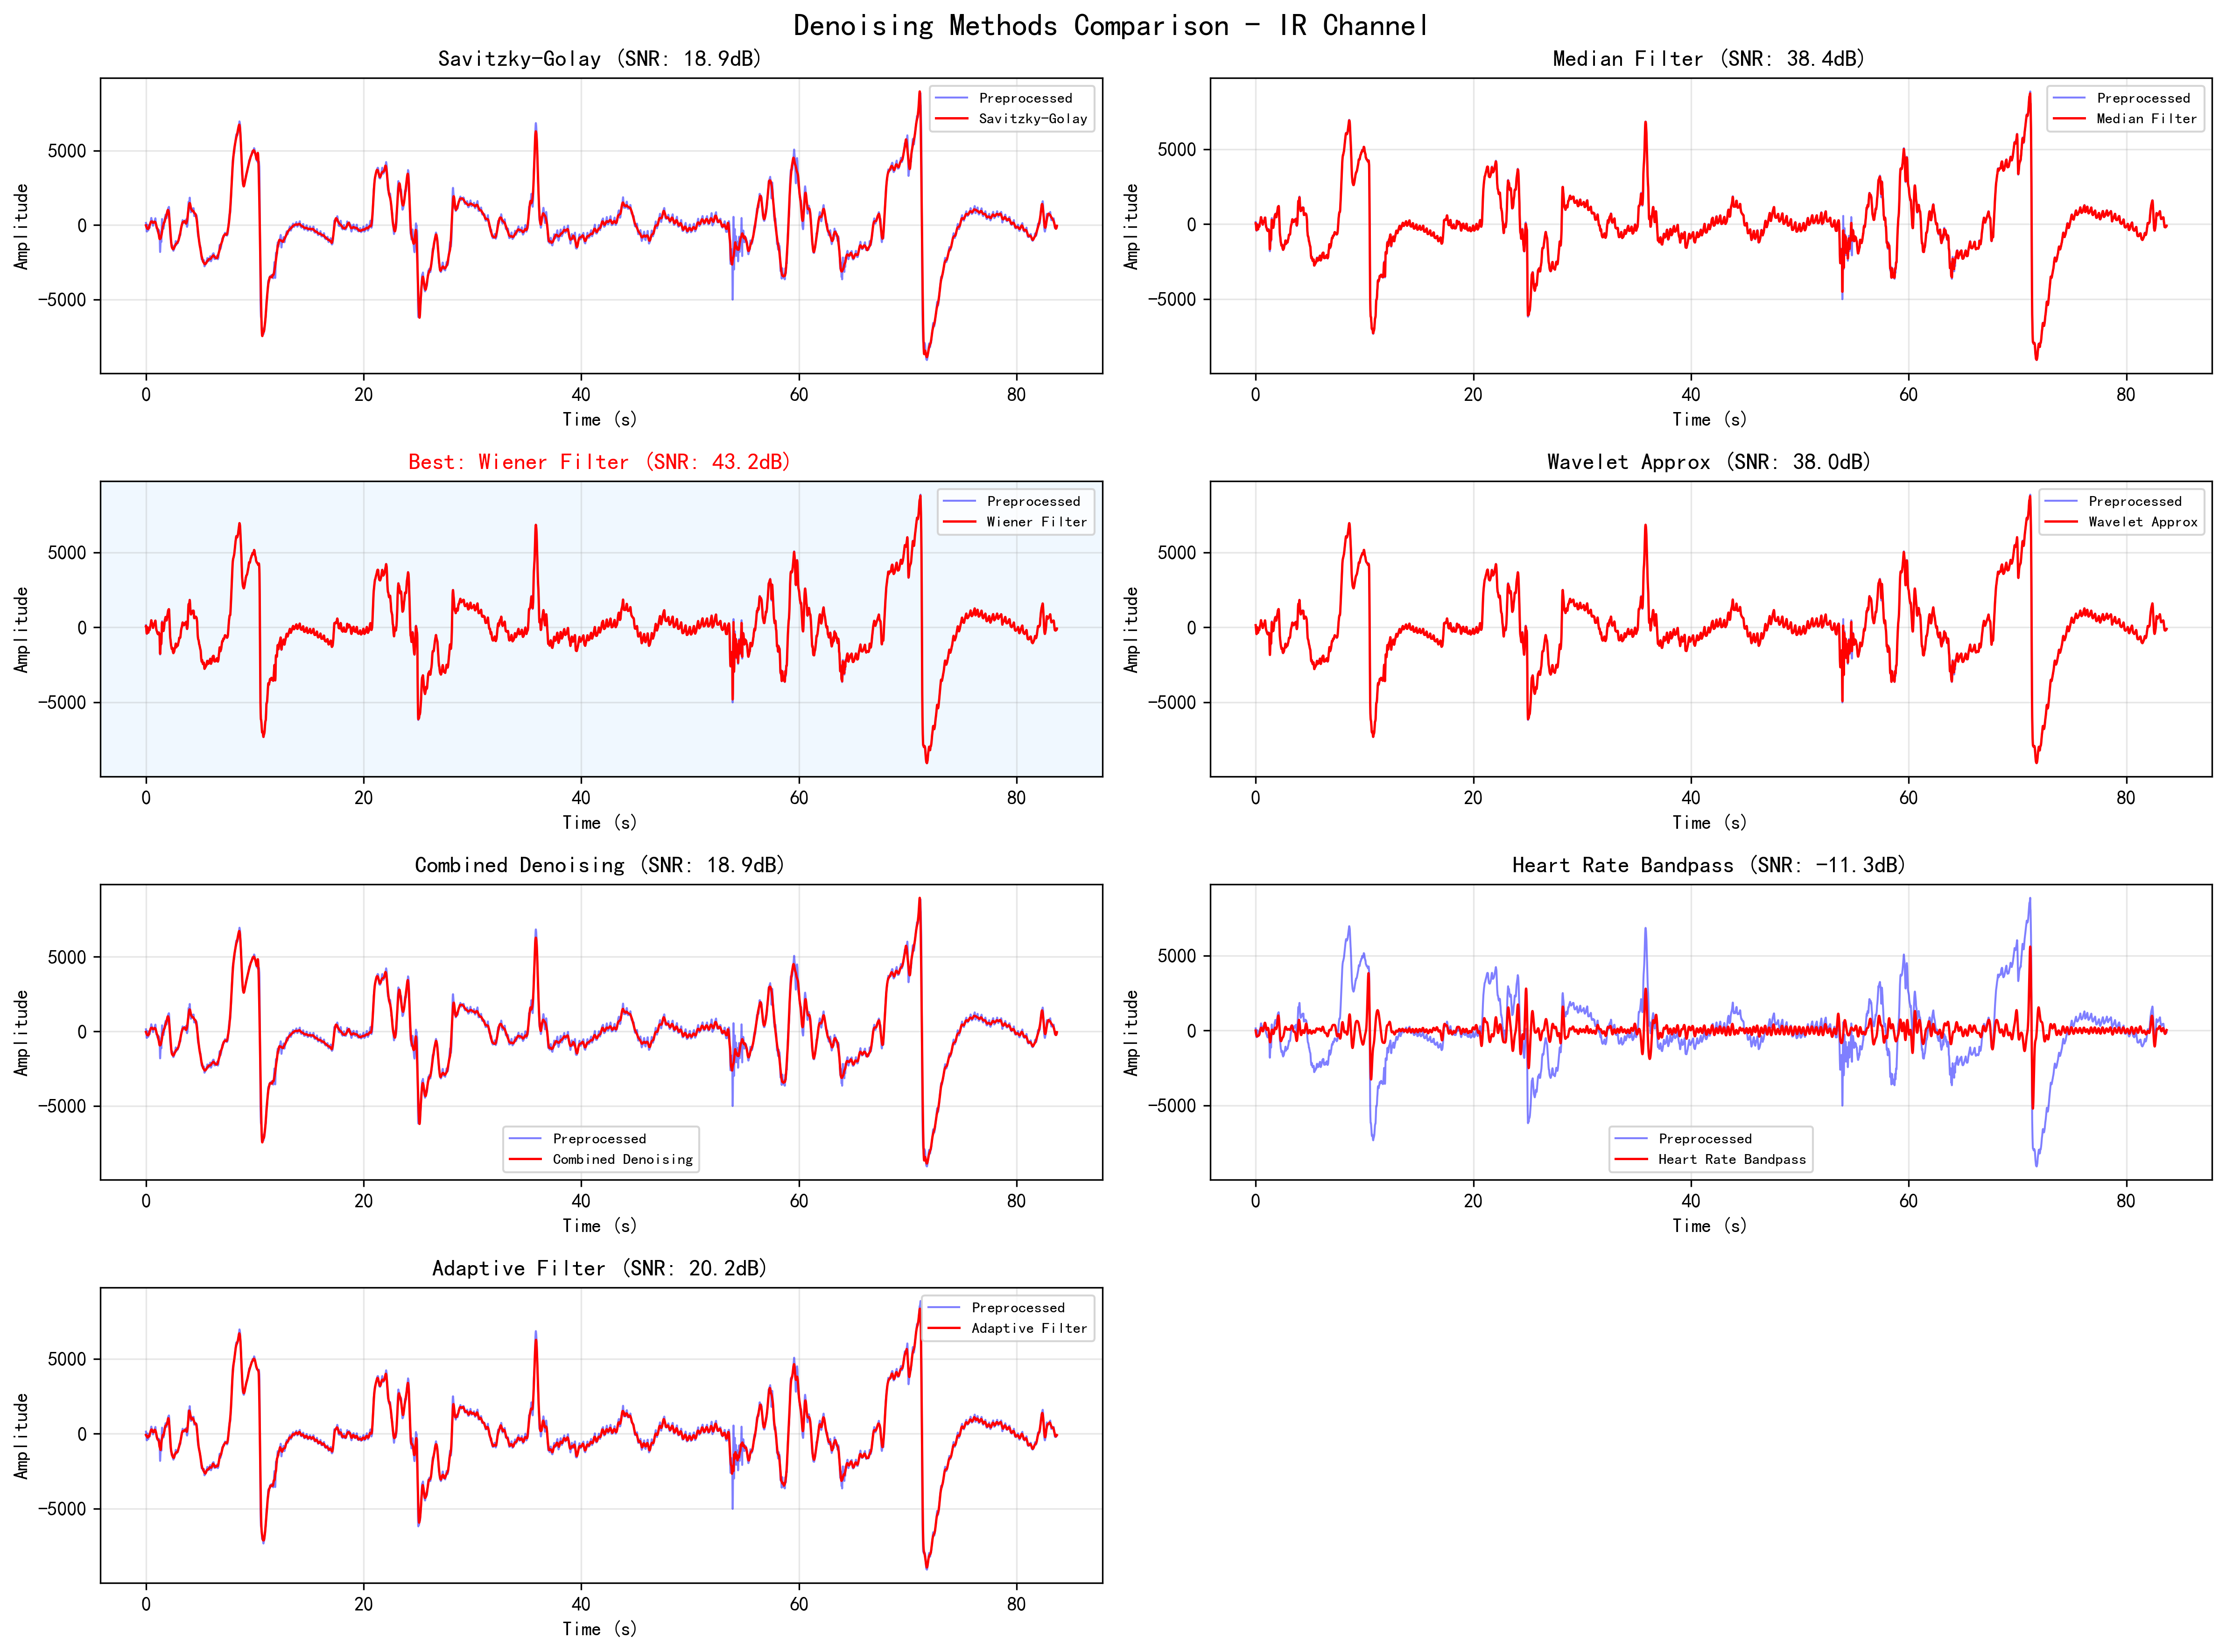 Denoising Methods Comparison - IR Channel
Savitzky-Golay (SNR: 18.9dB)
Preprocessed
Savitzky-Golay
Amplitude
5000
0
−5000
0 20 40 60 80
Time (s)
Median Filter (SNR: 38.4dB)
Preprocessed
Median Filter
Amplitude
5000
0
−5000
0 20 40 60 80
Time (s)
Best: Wiener Filter (SNR: 43.2dB)
Preprocessed
Wiener Filter
Amplitude
5000
0
−5000
0 20 40 60 80
Time (s)
Wavelet Approx (SNR: 38.0dB)
Preprocessed
Wavelet Approx
Amplitude
5000
0
−5000
0 20 40 60 80
Time (s)
Combined Denoising (SNR: 18.9dB)
Amplitude
5000
0
−5000
Preprocessed
Combined Denoising
0 20 40 60 80
Time (s)
Heart Rate Bandpass (SNR: -11.3dB)
Amplitude
5000
0
−5000
Preprocessed
Heart Rate Bandpass
0 20 40 60 80
Time (s)
Adaptive Filter (SNR: 20.2dB)
Preprocessed
Adaptive Filter
Amplitude
5000
0
−5000
0 20 40 60 80
Time (s)